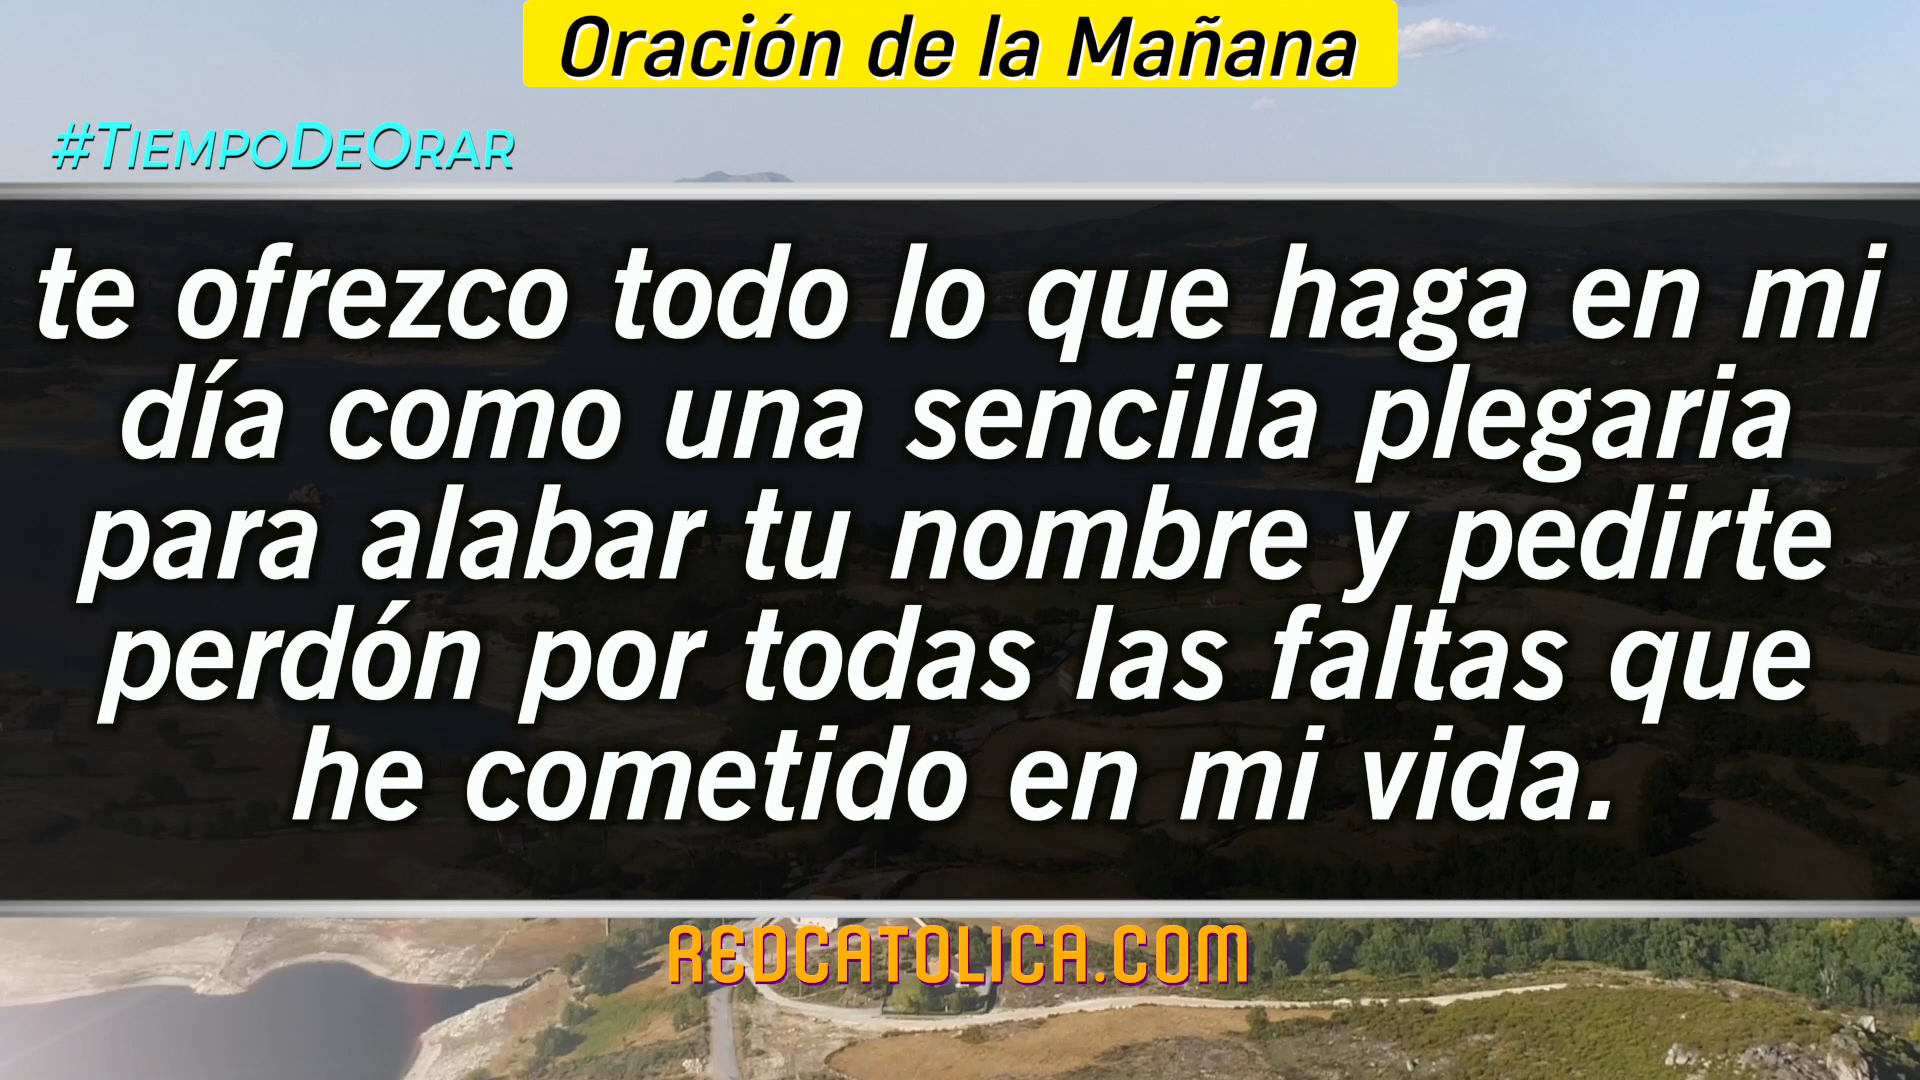 Oración de la Mañana
#TiempoDeOrar
te ofrezco todo lo que haga en mi
día como una sencilla plegaria
para alabar tu nombre y pedirte
perdón por todas las faltas que
he cometido en mi vida.
REDCATOLICA.COM